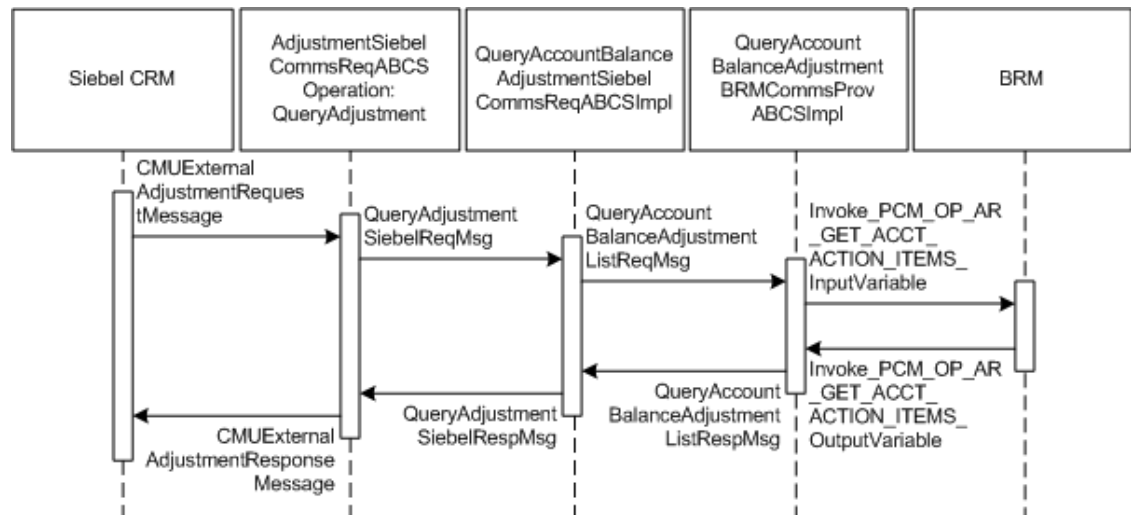 Siebel CRM
AdjustmentSiebel
CommsReqABCS
Operation:
QueryAdjustment
QueryAccountBalance
AdjustmentSiebel
CommsReqABCSImpl
QueryAccount
BalanceAdjustment
BRMCommsProv
ABCSImpl
BRM
CMUExternal
AdjustmentReques
tMessage
QueryAdjustment
SiebelReqMsg
QueryAccount
BalanceAdjustment
ListReqMsg
Invoke_PCM_OP_AR
_GET_ACCT_
ACTION_ITEMS_
InputVariable
Invoke_PCM_OP_AR
_GET_ACCT_
ACTION_ITEMS_
OutputVariable
QueryAccount
BalanceAdjustment
ListRespMsg
QueryAdjustment
SiebelRespMsg
CMUExternal
AdjustmentResponse
Message